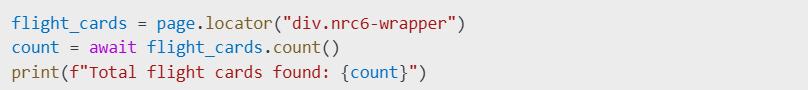 flight_cards = page.locator("div.nrc6-wrapper")
count = await flight_cards.count()
print(f"Total flight cards found: {count}")